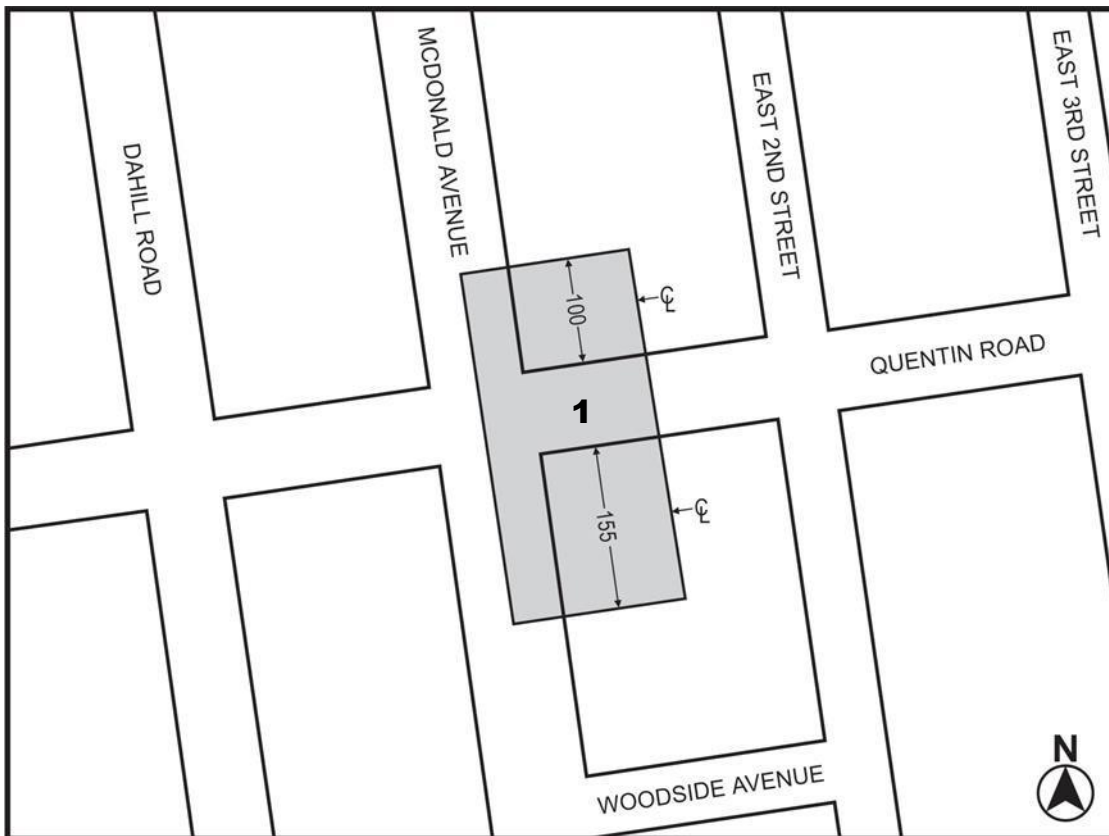 MCDONALD AVENUE
EAST 2ND STREET
EAST 3RD STREET
DAHILL ROAD
100
℄
QUENTIN ROAD
1
155
℄
N
WOODSIDE AVENUE